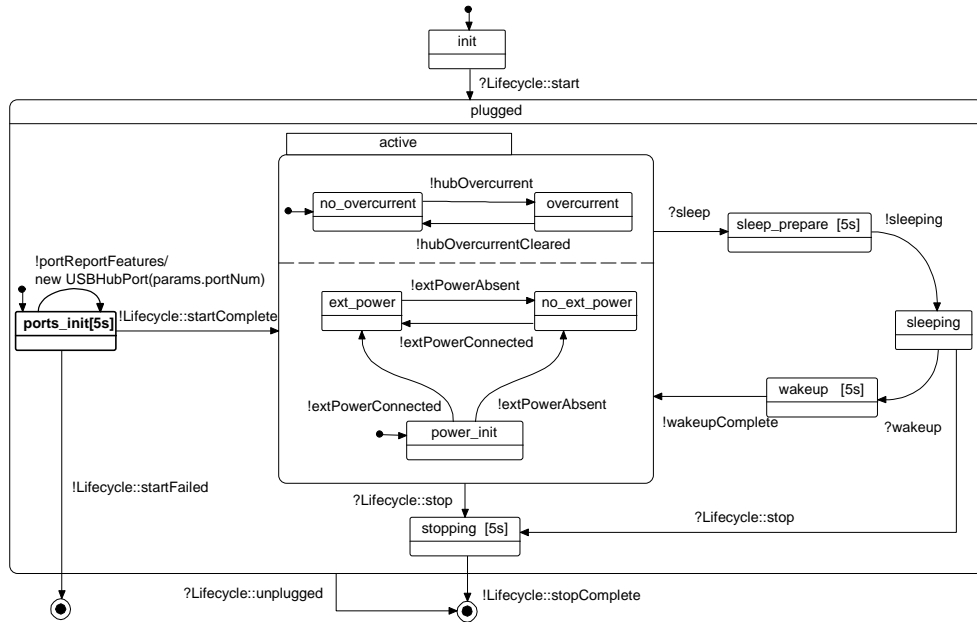 init
?Lifecycle::start
plugged
active
!hubOvercurrent
no_overcurrent
overcurrent
!hubOvercurrentCleared
?sleep
sleep_prepare [5s]
!sleeping
!portReportFeatures/
new USBHubPort(params.portNum)
ext_power
!extPowerAbsent
no_ext_power
ports_init[5s]
!Lifecycle::startComplete
!extPowerConnected
sleeping
wakeup [5s]
!extPowerConnected
!extPowerAbsent
!wakeupComplete
?wakeup
power_init
!Lifecycle::startFailed
?Lifecycle::stop
?Lifecycle::stop
stopping [5s]
?Lifecycle::unplugged
!Lifecycle::stopComplete